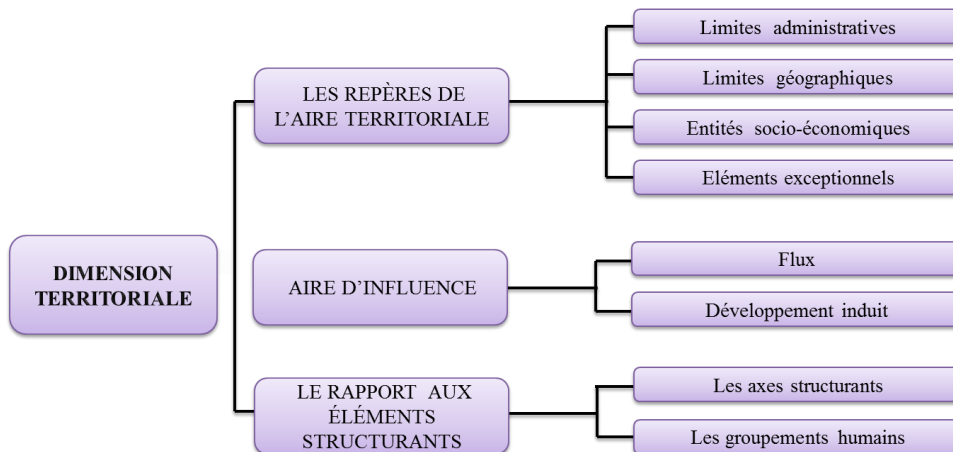 DIMENSION
TERRITORIALE
LES REPÈRES DE
L'AIRE TERRITORIALE
Limites administratives
Limites géographiques
Entités socio-économiques
Eléments exceptionnels
AIRE D'INFLUENCE
Flux
Développement induit
LE RAPPORT AUX
ÉLÉMENTS
STRUCTURANTS
Les axes structurants
Les groupements humains